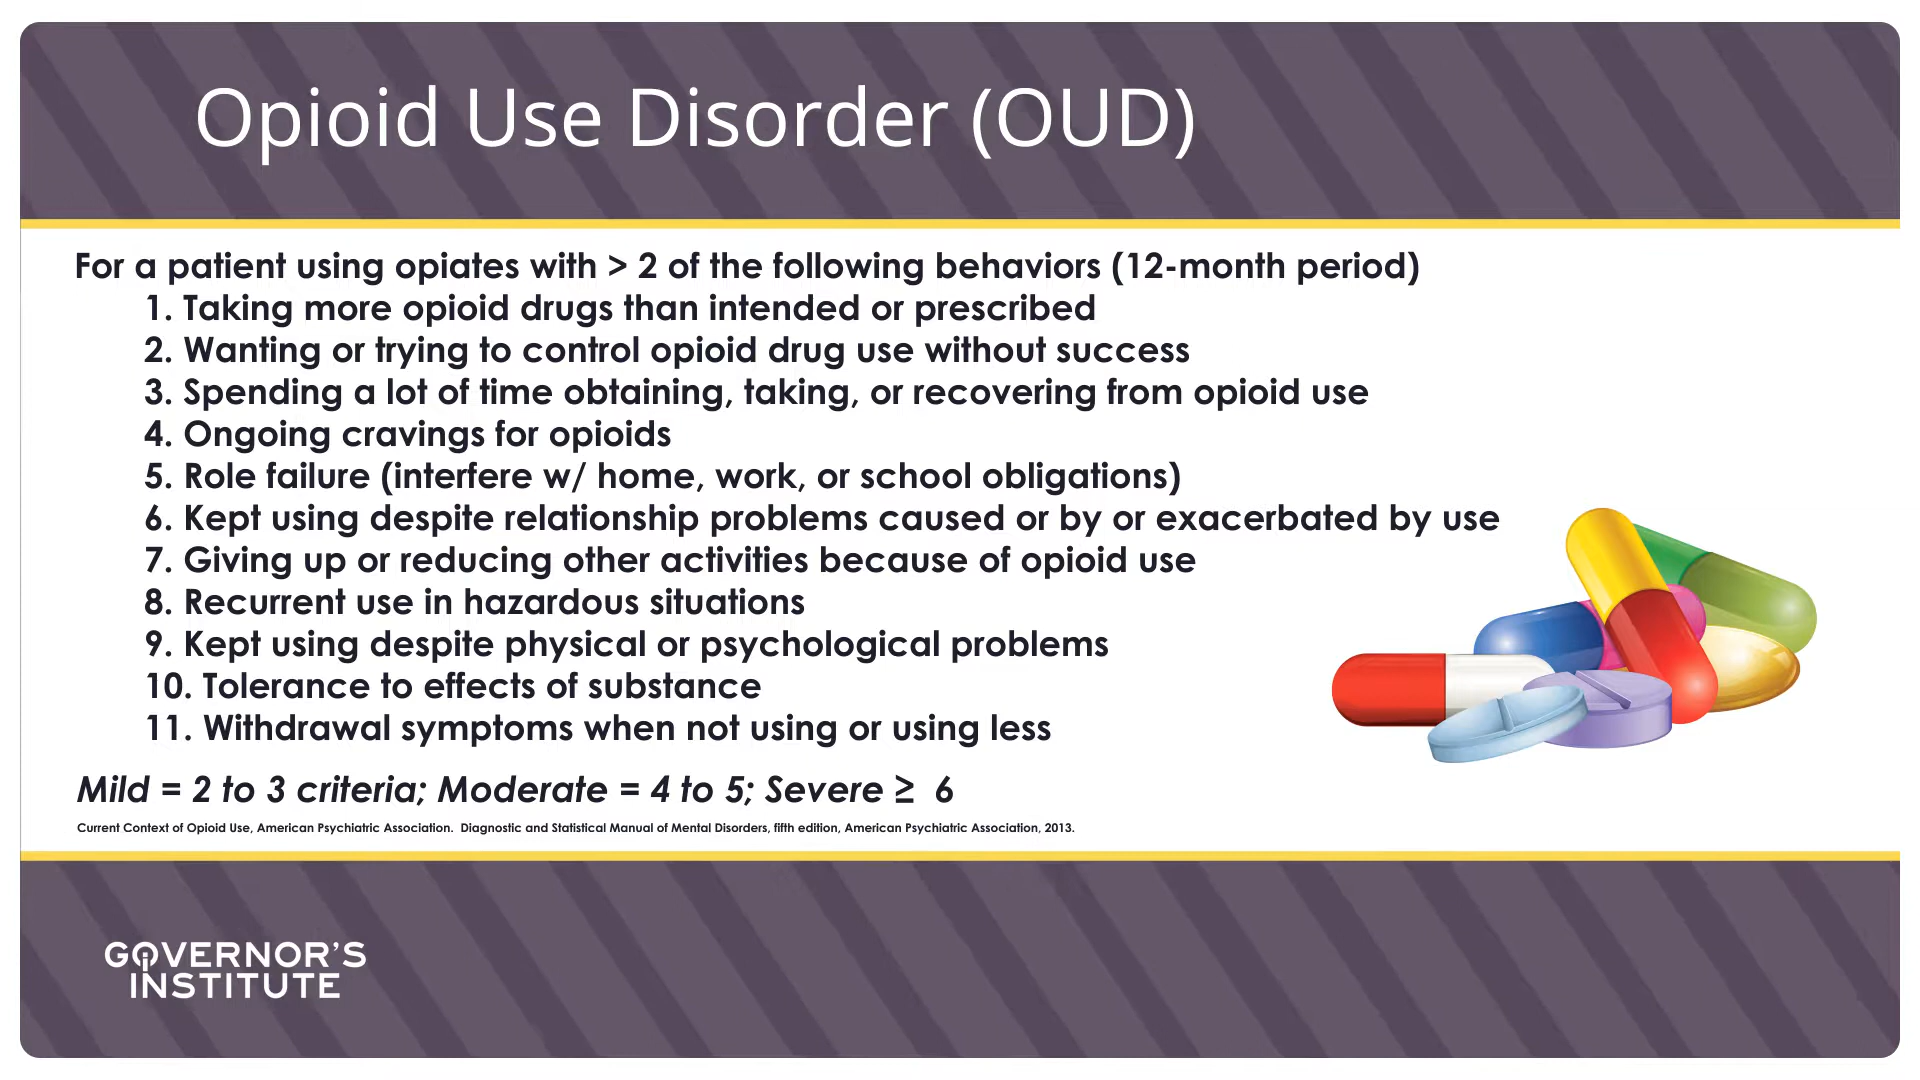 Opioid Use Disorder (OUD)
For a patient using opiates with > 2 of the following behaviors (12-month period)
1. Taking more opioid drugs than intended or prescribed
2. Wanting or trying to control opioid drug use without success
3. Spending a lot of time obtaining, taking, or recovering from opioid use
4. Ongoing cravings for opioids
5. Role failure (interfere w/ home, work, or school obligations)
6. Kept using despite relationship problems caused or by or exacerbated by use
7. Giving up or reducing other activities because of opioid use
8. Recurrent use in hazardous situations
9. Kept using despite physical or psychological problems
10. Tolerance to effects of substance
11. Withdrawal symptoms when not using or using less
Mild = 2 to 3 criteria; Moderate = 4 to 5; Severe ≥ 6
Current Context of Opioid Use, American Psychiatric Association. Diagnostic and Statistical Manual of Mental Disorders, fifth edition, American Psychiatric Association, 2013.
GOVERNOR'S
INSTITUTE